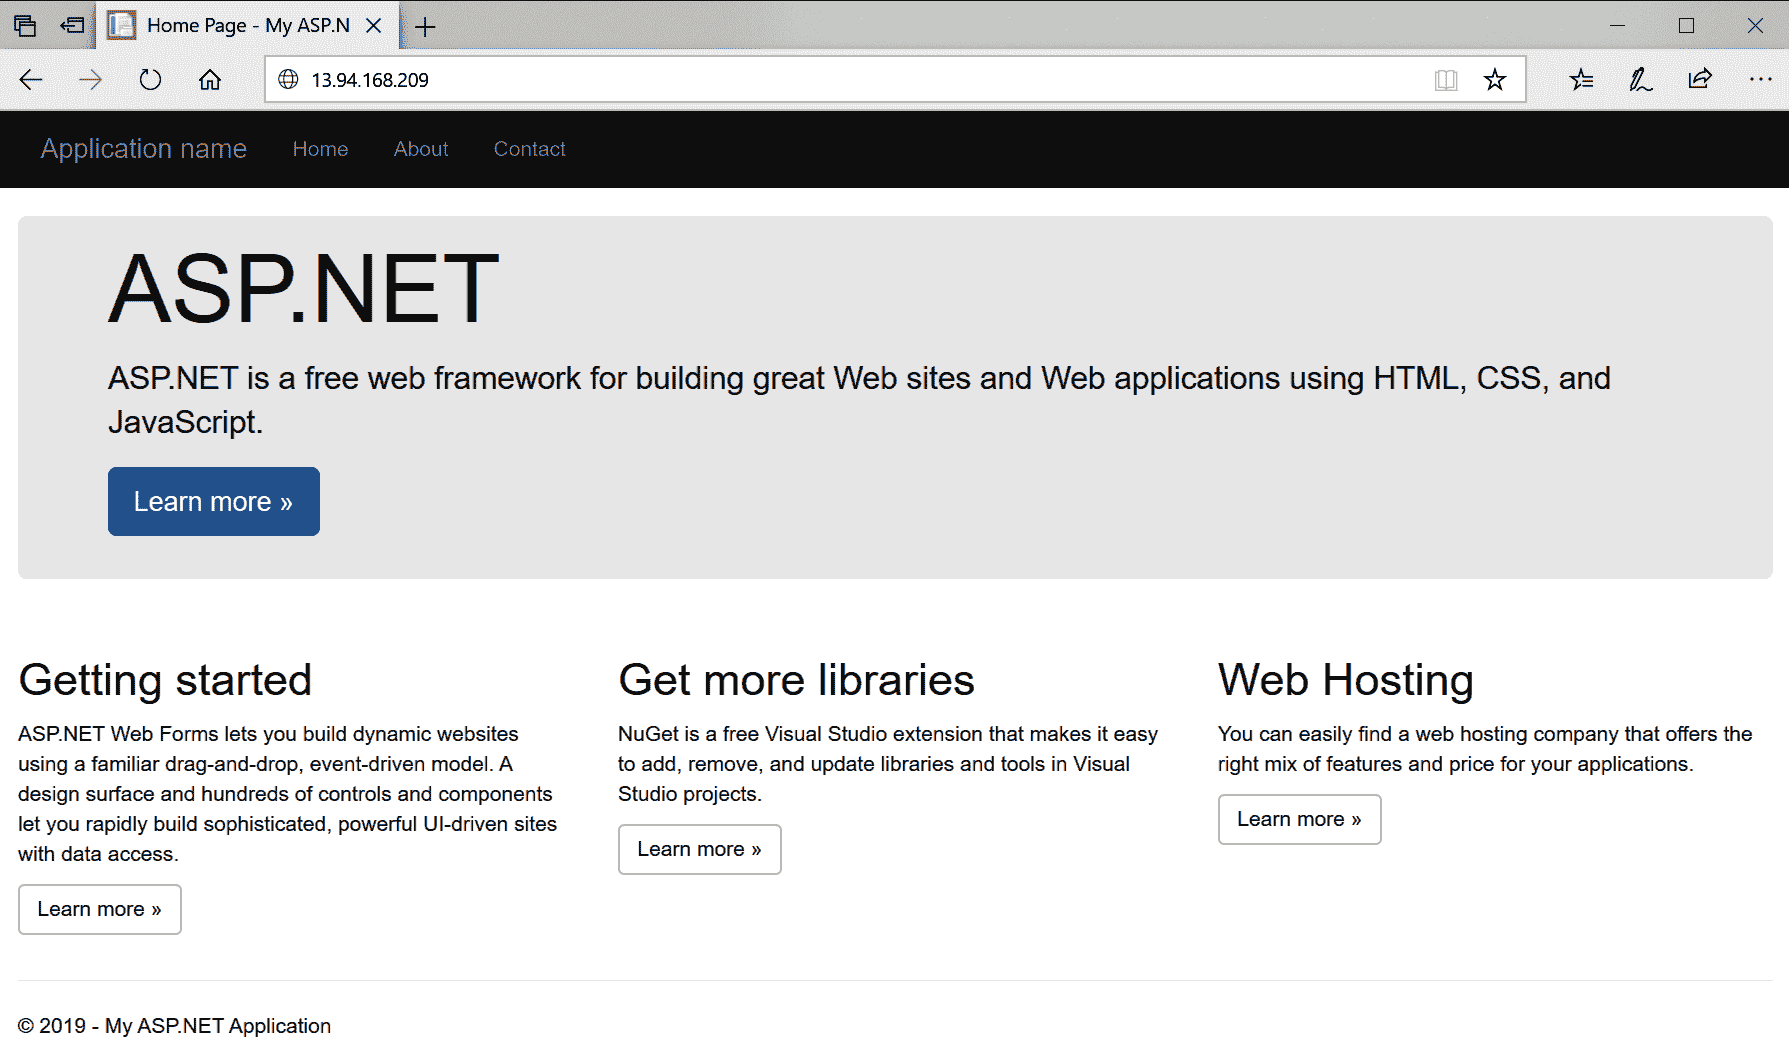 Home Page - My ASP.N
13.94.168.209
Application name Home About Contact
ASP.NET
ASP.NET is a free web framework for building great Web sites and Web applications using HTML, CSS, and
JavaScript.
Learn more »
Getting started
ASP.NET Web Forms lets you build dynamic websites
using a familiar drag-and-drop, event-driven model. A
design surface and hundreds of controls and components
let you rapidly build sophisticated, powerful UI-driven sites
with data access.
Learn more »
Get more libraries
NuGet is a free Visual Studio extension that makes it easy
to add, remove, and update libraries and tools in Visual
Studio projects.
Learn more »
Web Hosting
You can easily find a web hosting company that offers the
right mix of features and price for your applications.
Learn more »
© 2019 - My ASP.NET Application